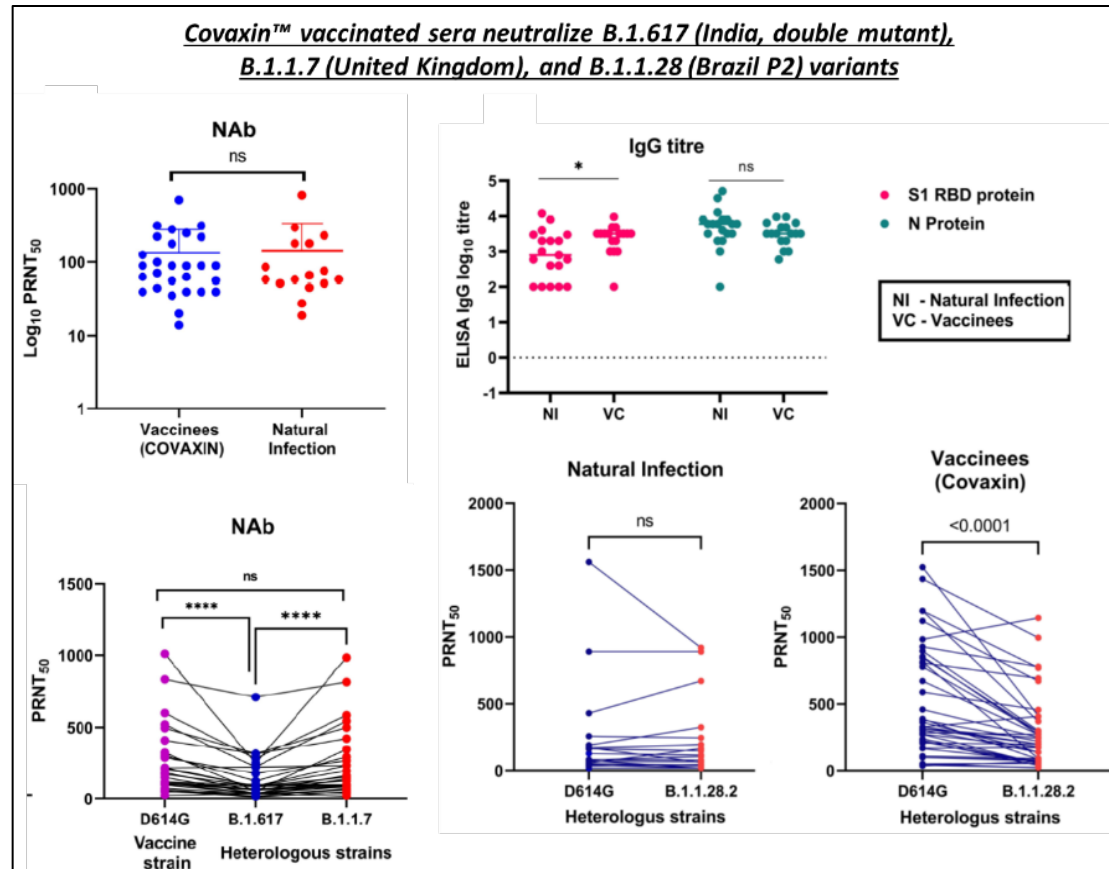 Covaxin™ vaccinated sera neutralize B.1.617 (India, double mutant),
B.1.1.7 (United Kingdom), and B.1.1.28 (Brazil P2) variants
NAb
ns
Log₁₀ PRNT₅₀
1000
100
10
1
Vaccinees
(COVAXIN)
Natural
Infection
IgG titre
*
ns
ELISA IgG log₁₀ titre
5
4
3
2
1
0
-1
NI
VC
NI
VC
S1 RBD protein
N Protein
NI - Natural Infection
VC - Vaccinees
NAb
ns
****
****
PRNT₅₀
1500
1000
500
0
D614G
B.1.617
B.1.1.7
Vaccine
strain
Heterologous strains
Natural Infection
ns
PRNT₅₀
2000
1500
1000
500
0
D614G
B.1.1.28.2
Heterologous strains
Vaccinees
(Covaxin)
<0.0001
PRNT₅₀
2000
1500
1000
500
0
D614G
B.1.1.28.2
Heterologous strains